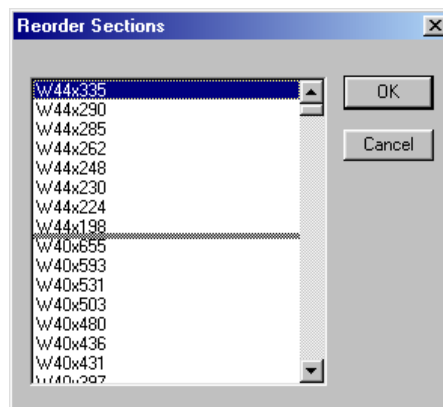 Reorder Sections
W44x335
W44x290
W44x285
W44x262
W44x248
W44x230
W44x224
W44x198
W40x655
W40x593
W40x531
W40x503
W40x480
W40x436
W40x431
W40x397
OK
Cancel